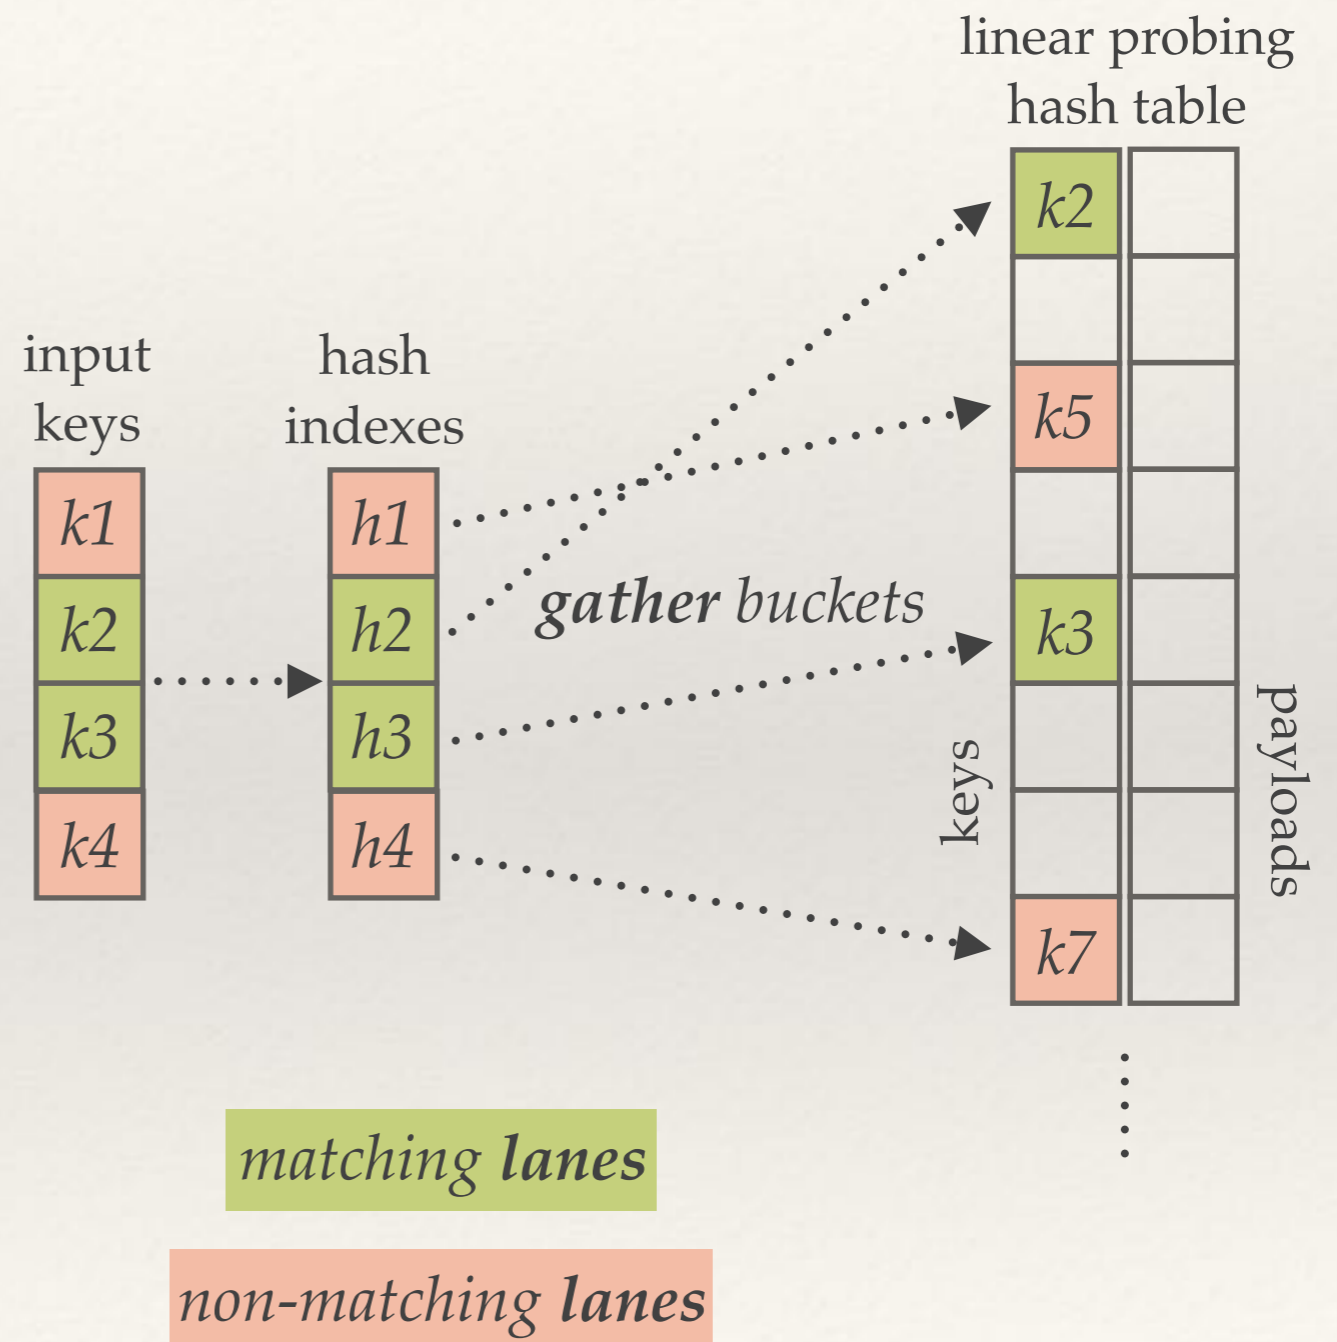 linear probing
hash table
input
keys
hash
indexes
k1
k2
k3
k4
h1
h2
h3
h4
gather buckets
k2
k5
k3
k7
keys
payloads
matching lanes
non-matching lanes